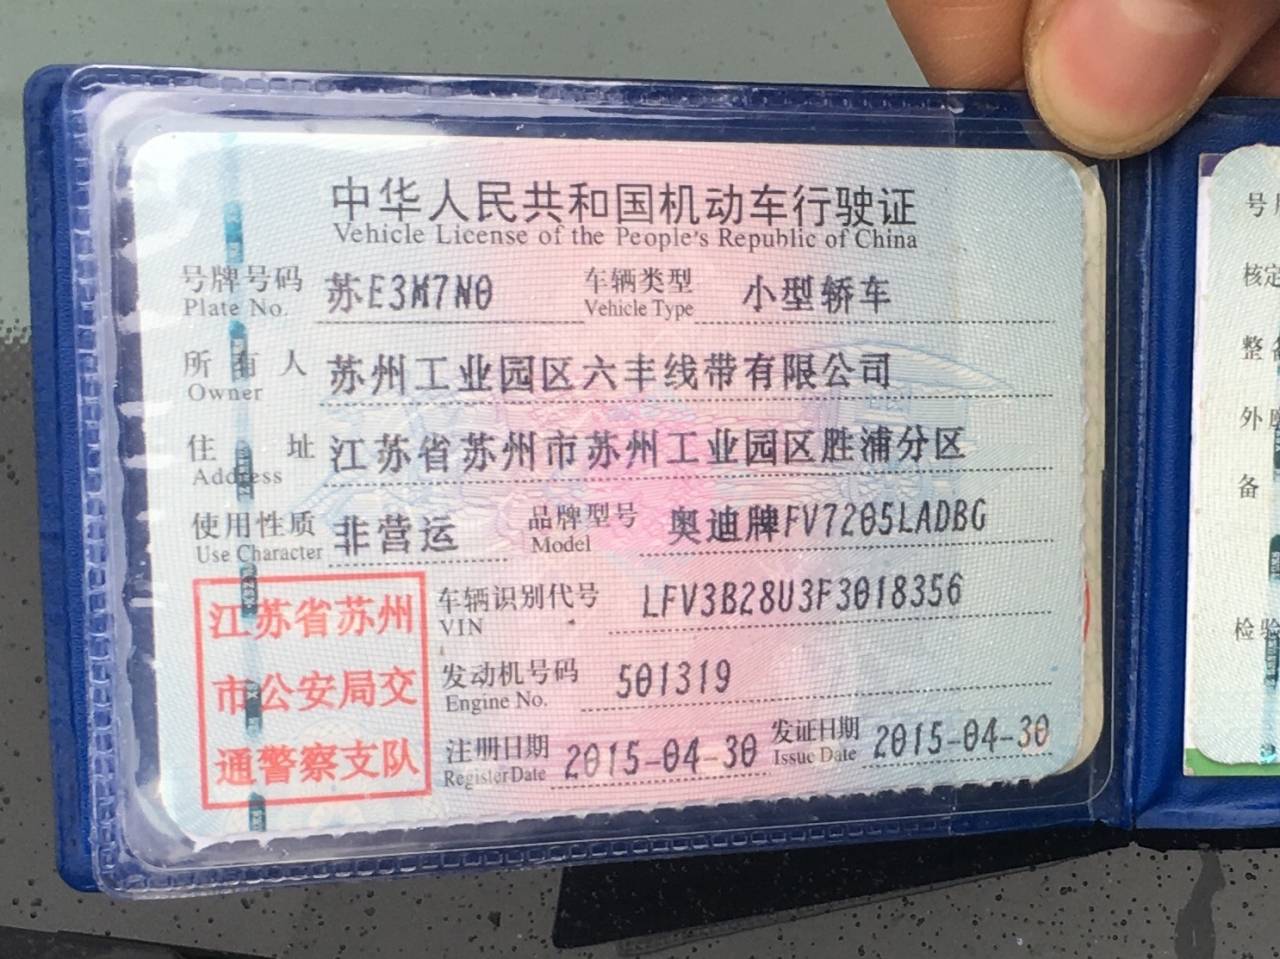 中华人民共和国机动车行驶证
Vehicle License of the People's Republic of China
号牌号码 苏E3M7N0 车辆类型 小型轿车
Plate No. Vehicle Type
所有人 苏州工业园区六丰线带有限公司
Owner
住址 江苏省苏州市苏州工业园区胜浦分区
Address
使用性质 非营运 品牌型号 奥迪牌FV7205LADBG
Use Character Model
江苏省苏州
市公安局交
通警察支队
车辆识别代号 LFV3B28U3F3018356
VIN
发动机号码 501319
Engine No.
注册日期 2015-04-30 发证日期 2015-04-30
Register Date Issue Date
号
核定
整
外
备
检验